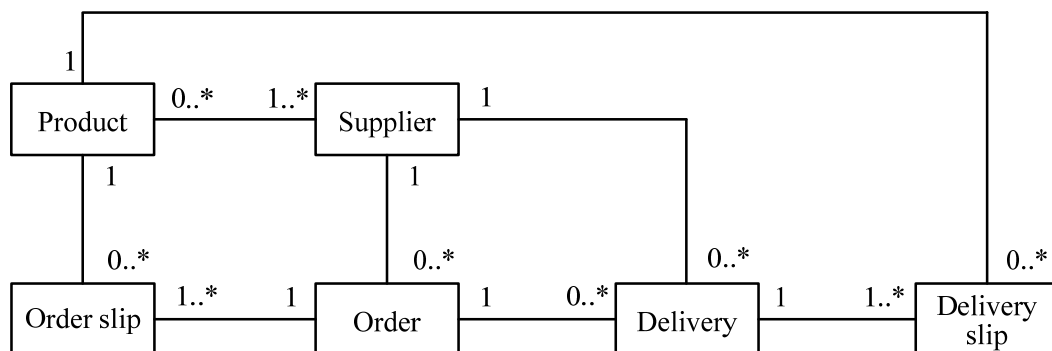 1
0..*
1..*
1
Product
Supplier
1
1
0..*
0..*
0..*
0..*
1..*
1
1
0..*
1
1..*
Order slip
Order
Delivery
Delivery
slip